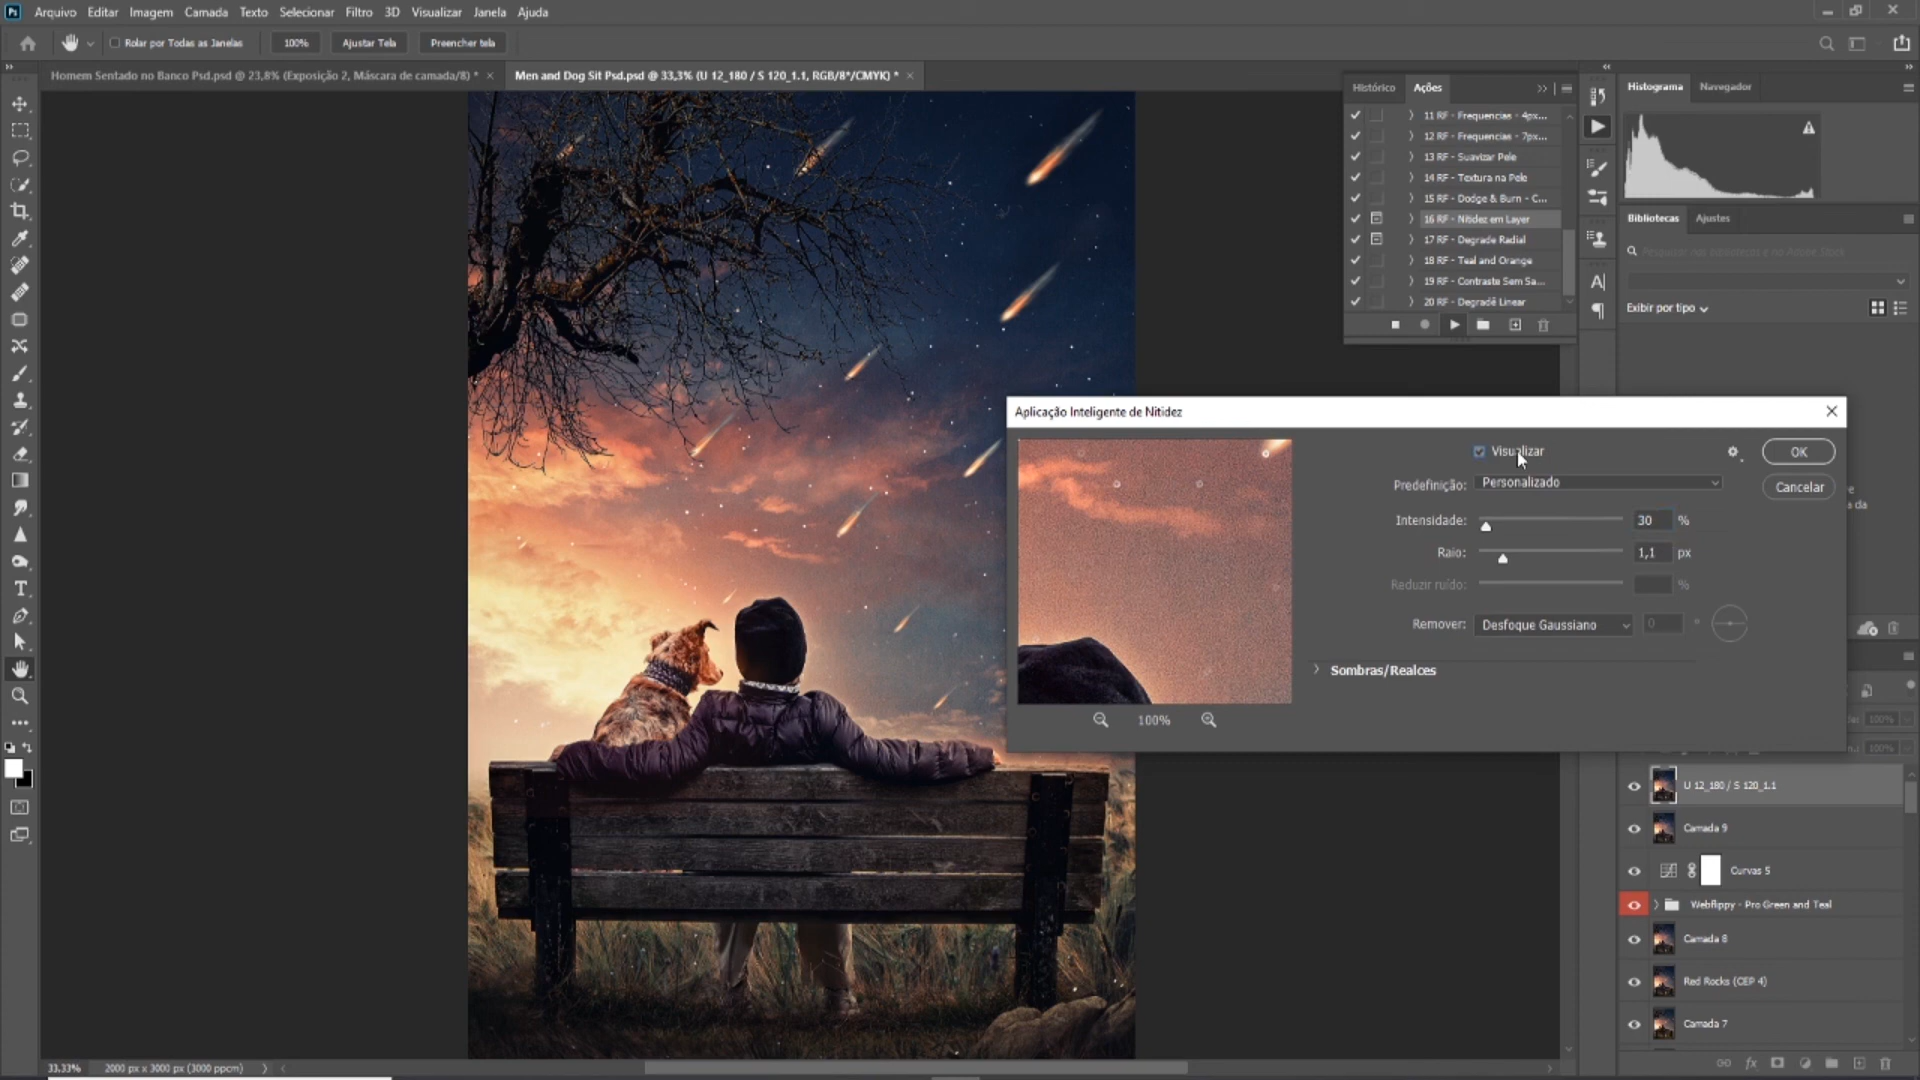 Ps Arquivo Editar Imagem Camada Texto Selecionar Filtro 3D Visualizar Janela Ajuda
Rolar por Todas as Janelas 100% Ajustar Tela Preencher tela
Homem Sentado no Banco Psd.psd @ 23,8% (Exposição 2, Máscara de camada/8) * ×
Men and Dog Sit Psd.psd @ 33,3% (U 12_180 / S 120_1.1, RGB/8*/CMYK) * ×
Histórico Ações
11 RF - Frequencias - 4px...
12 RF - Frequencias - 7px...
13 RF - Suavizar Pele
14 RF - Textura na Pele
15 RF - Dodge & Burn - C...
16 RF - Nitidez em Layer
17 RF - Degrade Radial
18 RF - Teal and Orange
19 RF - Contraste Sem Sa...
20 RF - Degradê Linear
Histograma Navegador
Bibliotecas Ajustes
Exibir por tipo
Aplicação Inteligente de Nitidez
Visualizar
OK
Predefinição: Personalizado
Cancelar
Intensidade: 30 %
Raio: 1,1 px
Reduzir ruído: %
Remover: Desfoque Gaussiano 0 °
Sombras/Realces
100%
100%
100%
U 12_180 / S 120_1.1
Camada 9
Curvas 5
Webflippy - Pro Green and Teal
Camada 8
Red Rocks (CEP 4)
Camada 7
33,33% 2000 px x 3000 px (3000 ppcm)